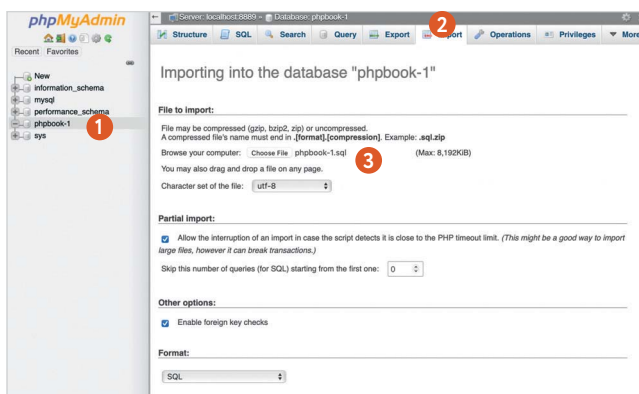 phpMyAdmin
Recent Favorites
New
information_schema
mysql
performance_schema
phpbook-1
sys
1
Server: localhost:8889 » Database: phpbook-1
2
Structure SQL Search Query Export Operations Privileges More
Importing into the database "phpbook-1"
File to import:
File may be compressed (gzip, bzip2, zip) or uncompressed.
A compressed file's name must end in .[format].[compression]. Example: .sql.zip
Browse your computer: Choose File phpbook-1.sql 3 (Max: 8,192KiB)
You may also drag and drop a file on any page.
Character set of the file: utf-8
Partial import:
Allow the interruption of an import in case the script detects it is close to the PHP timeout limit. (This might be a good way to import
large files, however it can break transactions.)
Skip this number of queries (for SQL) starting from the first one: 0
Other options:
Enable foreign key checks
Format:
SQL